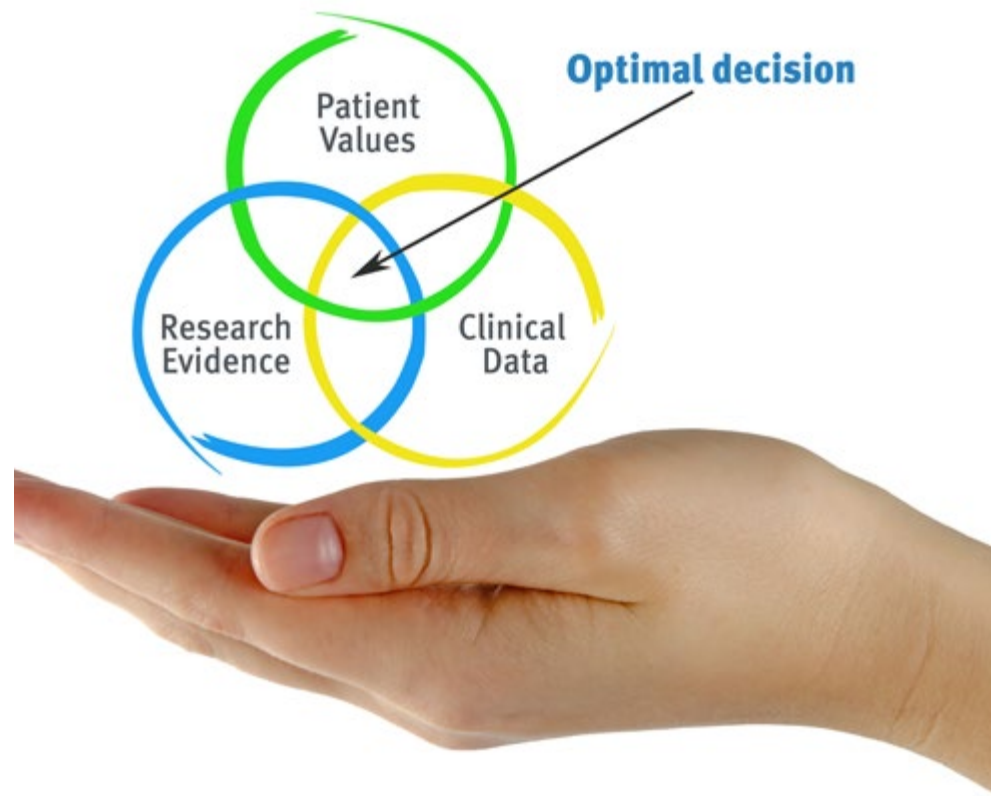 Optimal decision
Patient
Values
Research
Evidence
Clinical
Data